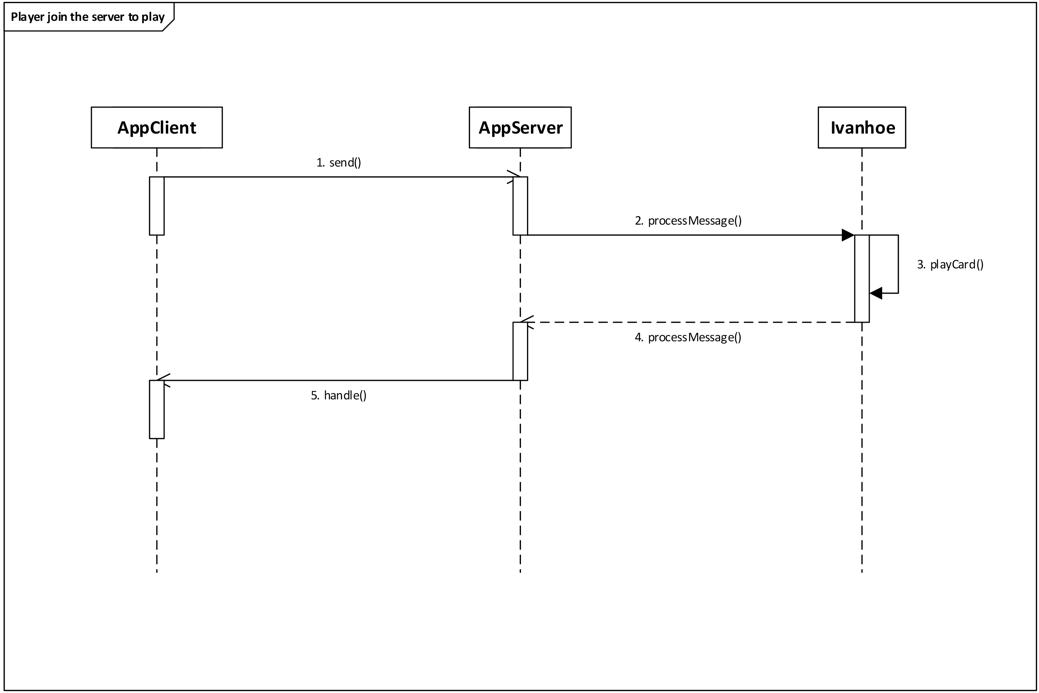 Player join the server to play
AppClient
AppServer
Ivanhoe
1. send()
2. processMessage()
3. playCard()
4. processMessage()
5. handle()